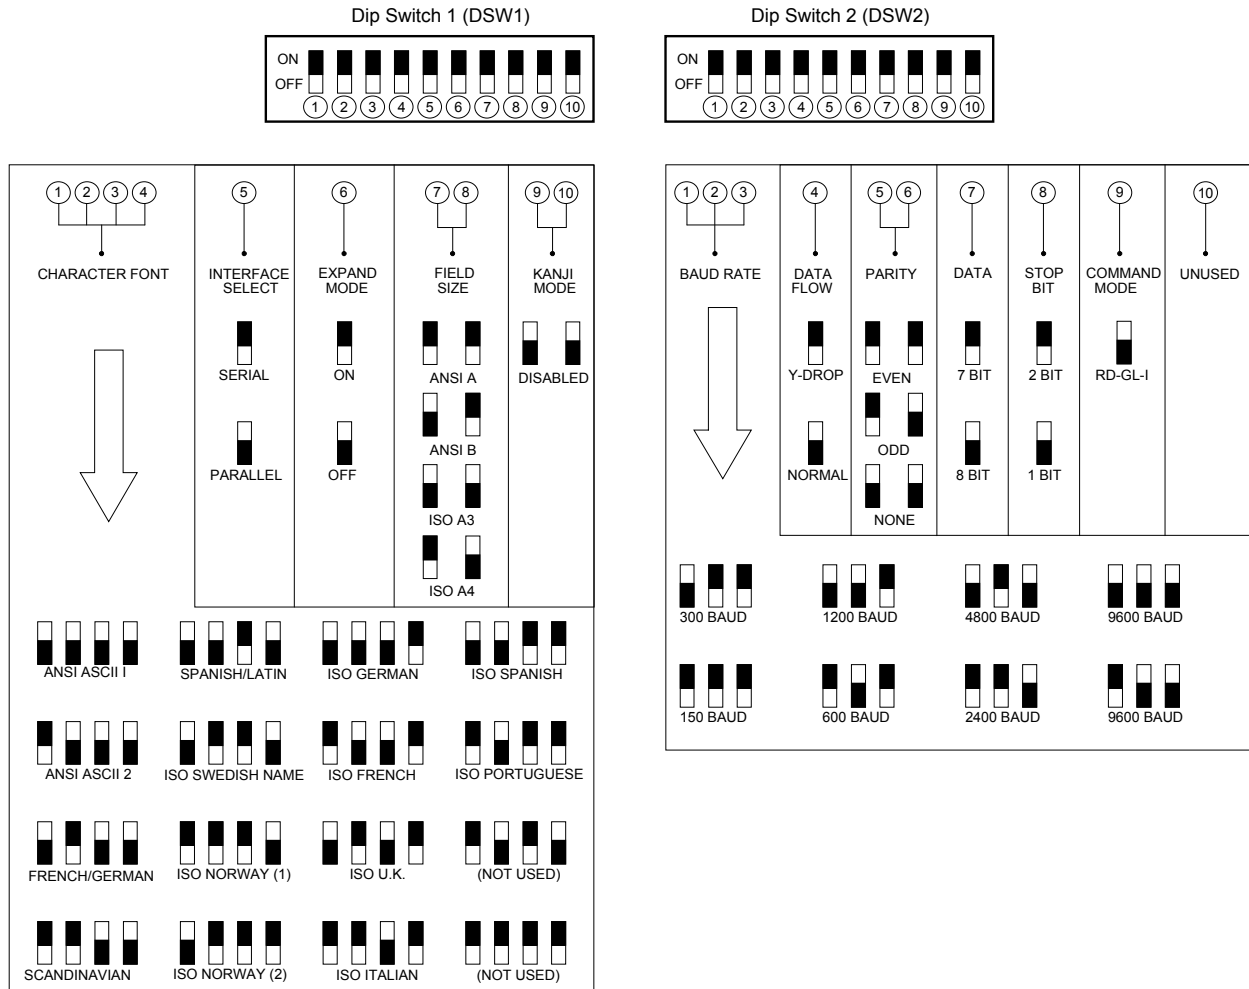 Dip Switch 1 (DSW1)
ON
OFF
1 2 3 4 5 6 7 8 9 10
Dip Switch 2 (DSW2)
ON
OFF
1 2 3 4 5 6 7 8 9 10
1 2 3 4
CHARACTER FONT
5
INTERFACE
SELECT
SERIAL
PARALLEL
6
EXPAND
MODE
ON
OFF
7 8
FIELD
SIZE
ANSI A
ANSI B
ISO A3
ISO A4
9 10
KANJI
MODE
DISABLED
ANSI ASCII I
SPANISH/LATIN
ISO GERMAN
ISO SPANISH
ANSI ASCII 2
ISO SWEDISH NAME
ISO FRENCH
ISO PORTUGUESE
FRENCH/GERMAN
ISO NORWAY (1)
ISO U.K.
(NOT USED)
SCANDINAVIAN
ISO NORWAY (2)
ISO ITALIAN
(NOT USED)
1 2 3
BAUD RATE
4
DATA
FLOW
Y-DROP
NORMAL
5 6
PARITY
EVEN
ODD
NONE
7
DATA
7 BIT
8 BIT
8
STOP
BIT
2 BIT
1 BIT
9
COMMAND
MODE
RD-GL-I
10
UNUSED
300 BAUD
1200 BAUD
4800 BAUD
9600 BAUD
150 BAUD
600 BAUD
2400 BAUD
9600 BAUD